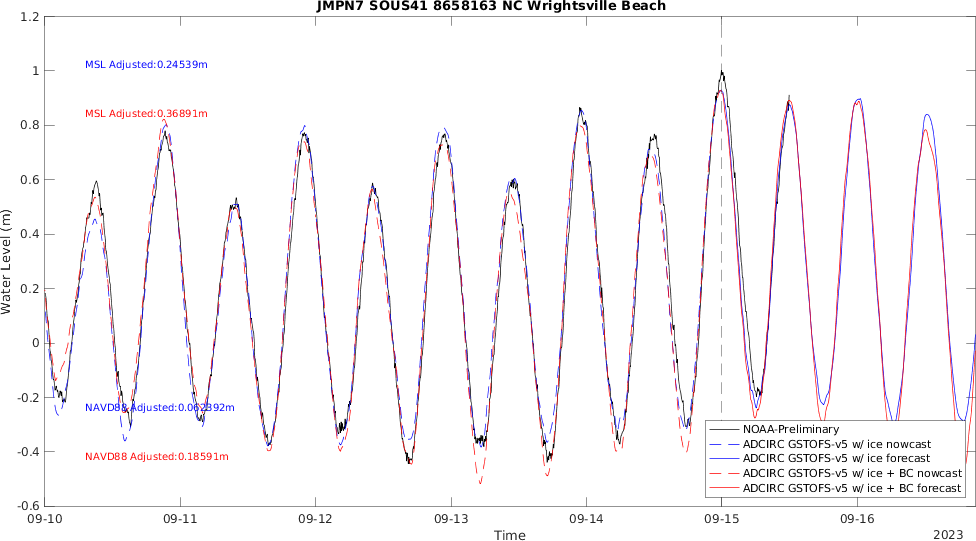 JMPN7 SOUS41 8658163 NC Wrightsville Beach
1.2
1
0.8
0.6
0.4
0.2
0
-0.2
-0.4
-0.6
Water Level (m)
MSL Adjusted:0.24539m
MSL Adjusted:0.36891m
NAVD88 Adjusted:0.062392m
NAVD88 Adjusted:0.18591m
NOAA-Preliminary
ADCIRC GSTOFS-v5 w/ ice nowcast
ADCIRC GSTOFS-v5 w/ ice forecast
ADCIRC GSTOFS-v5 w/ ice + BC nowcast
ADCIRC GSTOFS-v5 w/ ice + BC forecast
09-10 09-11 09-12 09-13 09-14 09-15 09-16
Time
2023